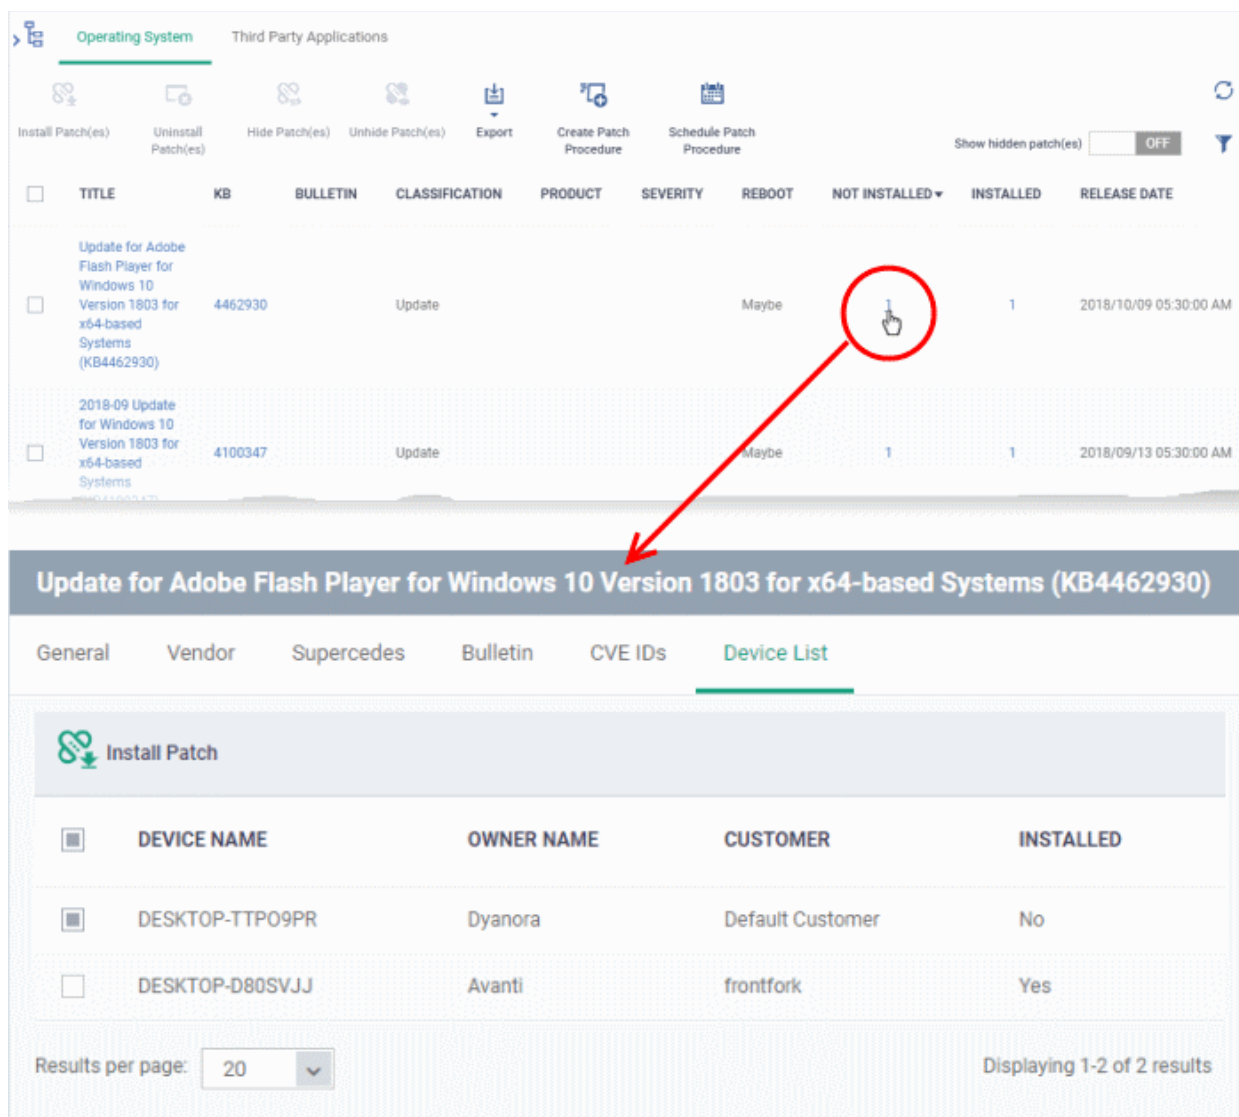 Operating System Third Party Applications
Install Patch(es) Uninstall Patch(es) Hide Patch(es) Unhide Patch(es) Export Create Patch Procedure Schedule Patch Procedure Show hidden patch(es) OFF
TITLE KB BULLETIN CLASSIFICATION PRODUCT SEVERITY REBOOT NOT INSTALLED INSTALLED RELEASE DATE
Update for Adobe
Flash Player for
Windows 10
Version 1803 for 4462930 Update Maybe 1 1 2018/10/09 05:30:00 AM
x64-based
Systems
(KB4462930)
2018-09 Update
for Windows 10
Version 1803 for
x64-based 4100347 Update Maybe 1 1 2018/09/13 05:30:00 AM
Systems
Update for Adobe Flash Player for Windows 10 Version 1803 for x64-based Systems (KB4462930)
General Vendor Supercedes Bulletin CVE IDs Device List
Install Patch
DEVICE NAME OWNER NAME CUSTOMER INSTALLED
DESKTOP-TTPO9PR Dyanora Default Customer No
DESKTOP-D80SVJJ Avanti frontfork Yes
Results per page: 20 Displaying 1-2 of 2 results